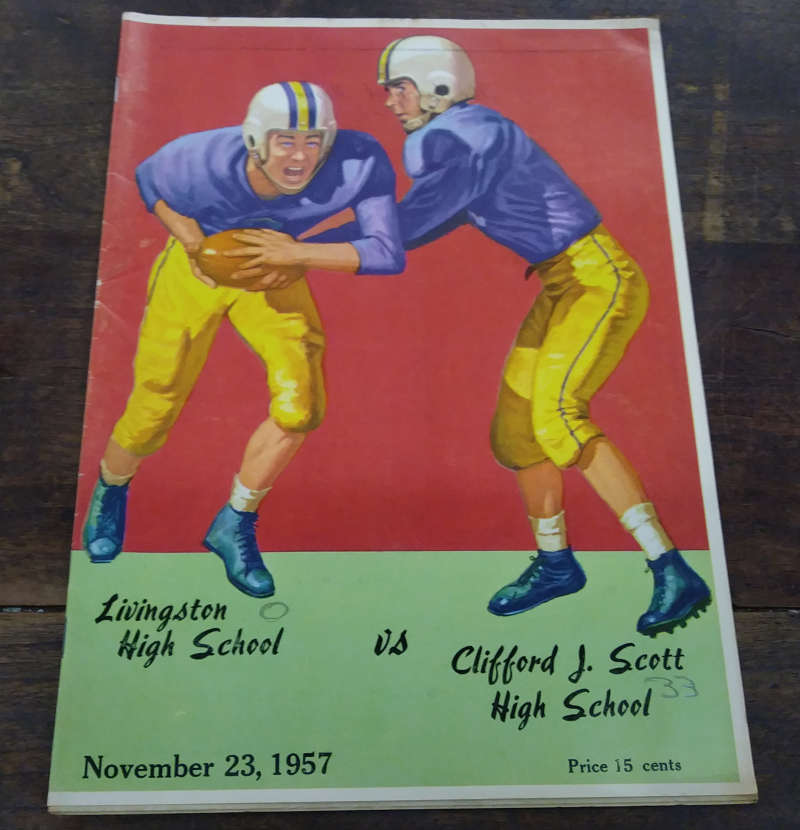 Livingston 0
High School
vs
Clifford J. Scott
High School 33
November 23, 1957
Price 15 cents